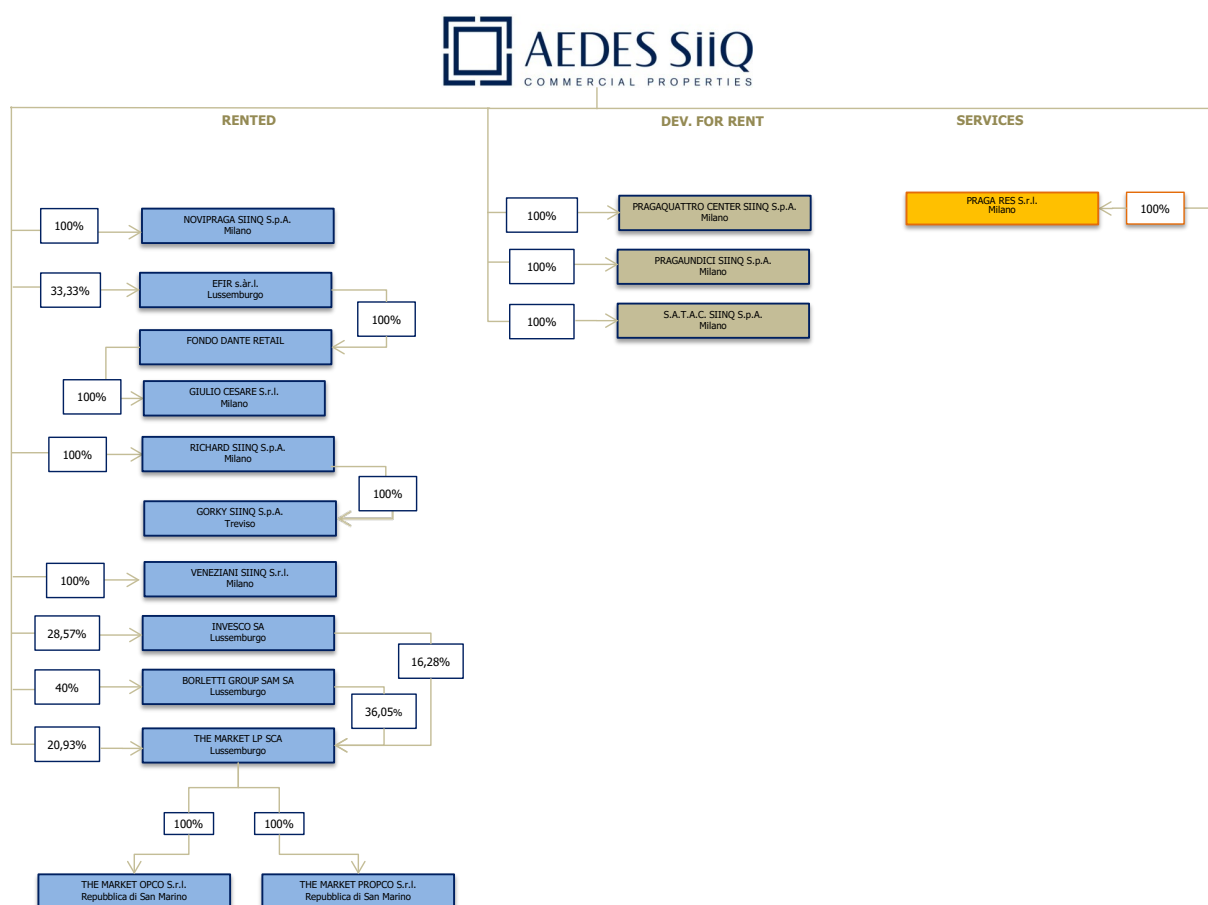 AEDES SiiQ
COMMERCIAL PROPERTIES
RENTED
DEV. FOR RENT
SERVICES
100%
NOVIPRAGA SIINQ S.p.A.
Milano
33,33%
EFIR s.àr.l.
Lussemburgo
100%
FONDO DANTE RETAIL
100%
GIULIO CESARE S.r.l.
Milano
100%
RICHARD SIINQ S.p.A.
Milano
100%
GORKY SIINQ S.p.A.
Treviso
100%
VENEZIANI SIINQ S.r.l.
Milano
28,57%
INVESCO SA
Lussemburgo
16,28%
40%
BORLETTI GROUP SAM SA
Lussemburgo
36,05%
20,93%
THE MARKET LP SCA
Lussemburgo
100%
100%
THE MARKET OPCO S.r.l.
Repubblica di San Marino
THE MARKET PROPCO S.r.l.
Repubblica di San Marino
100%
PRAGAQUATTRO CENTER SIINQ S.p.A.
Milano
100%
PRAGAUNDICI SIINQ S.p.A.
Milano
100%
S.A.T.A.C. SIINQ S.p.A.
Milano
PRAGA RES S.r.l.
Milano
100%